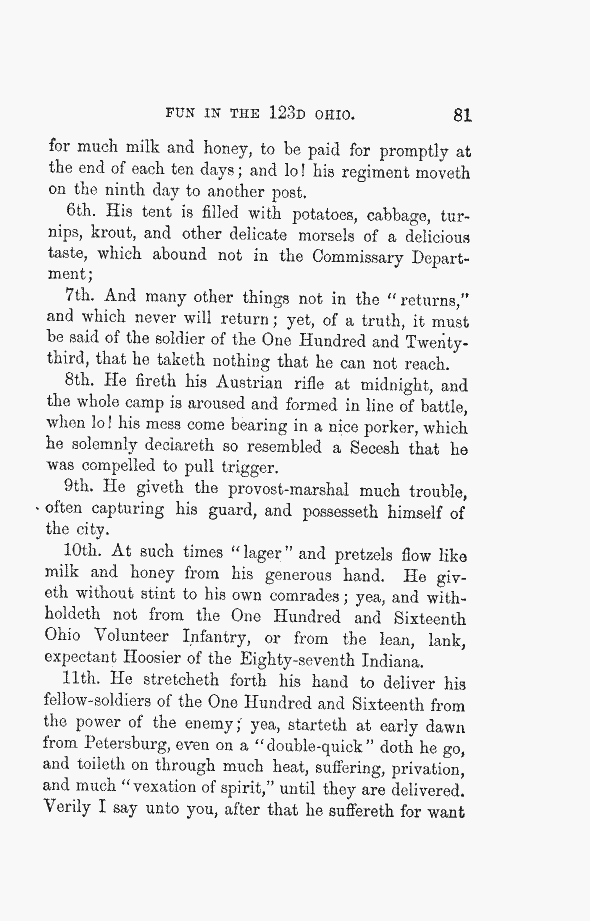 FUN IN THE 123D OHIO. 81
for much milk and honey, to be paid for promptly at
the end of each ten days; and lo! his regiment moveth
on the ninth day to another post.
6th. His tent is filled with potatoes, cabbage, tur-
nips, krout, and other delicate morsels of a delicious
taste, which abound not in the Commissary Depart-
ment;
7th. And many other things not in the "returns,"
and which never will return; yet, of a truth, it must
be said of the soldier of the One Hundred and Twenty-
third, that he taketh nothing that he can not reach.
8th. He fireth his Austrian rifle at midnight, and
the whole camp is aroused and formed in line of battle,
when lo! his mess come bearing in a nice porker, which
he solemnly declareth so resembled a Secesh that he
was compelled to pull trigger.
9th. He giveth the provost-marshal much trouble,
often capturing his guard, and possesseth himself of
the city.
10th. At such times "lager" and pretzels flow like
milk and honey from his generous hand. He giv-
eth without stint to his own comrades; yea, and with-
holdeth not from the One Hundred and Sixteenth
Ohio Volunteer Infantry, or from the lean, lank,
expectant Hoosier of the Eighty-seventh Indiana.
11th. He stretcheth forth his hand to deliver his
fellow-soldiers of the One Hundred and Sixteenth from
the power of the enemy; yea, starteth at early dawn
from Petersburg, even on a "double-quick" doth he go,
and toileth on through much heat, suffering, privation,
and much "vexation of spirit," until they are delivered.
Verily I say unto you, after that he suffereth for want